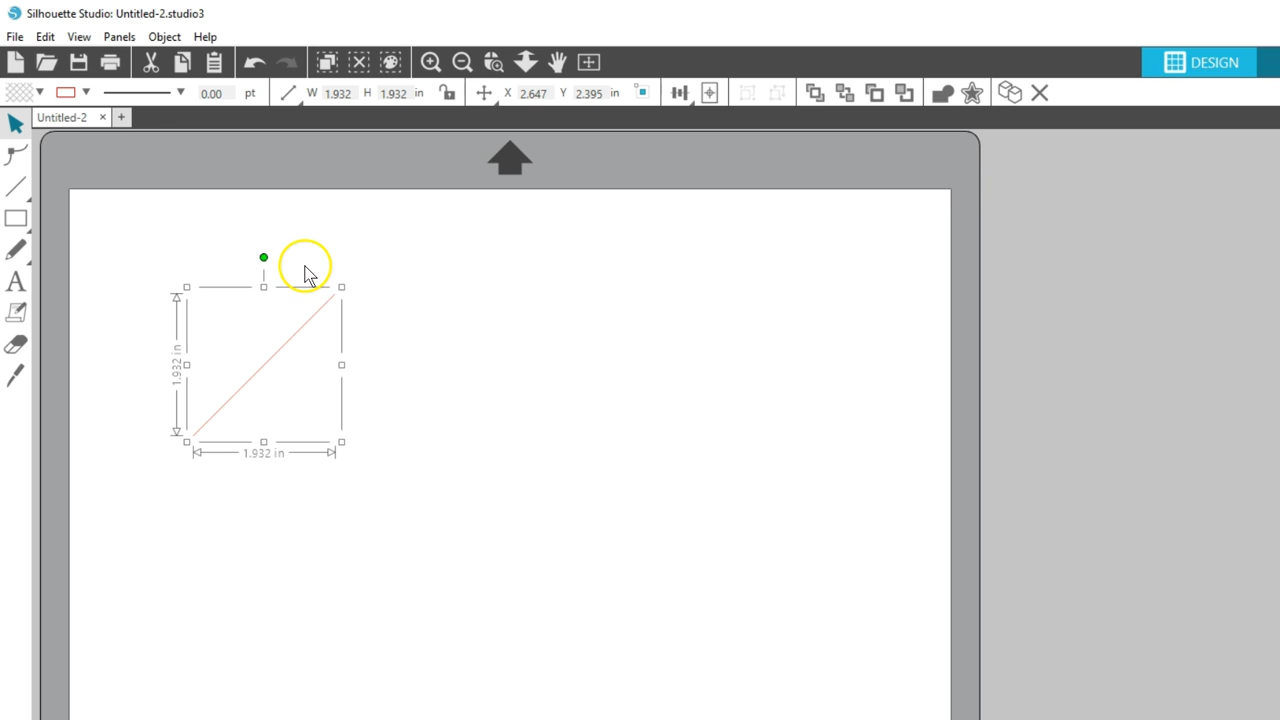 Silhouette Studio: Untitled-2.studio3
File Edit View Panels Object Help
DESIGN
0.00 pt W 1.932 H 1.932 in X 2.647 Y 2.395 in
Untitled-2
1.932 in
1.932 in